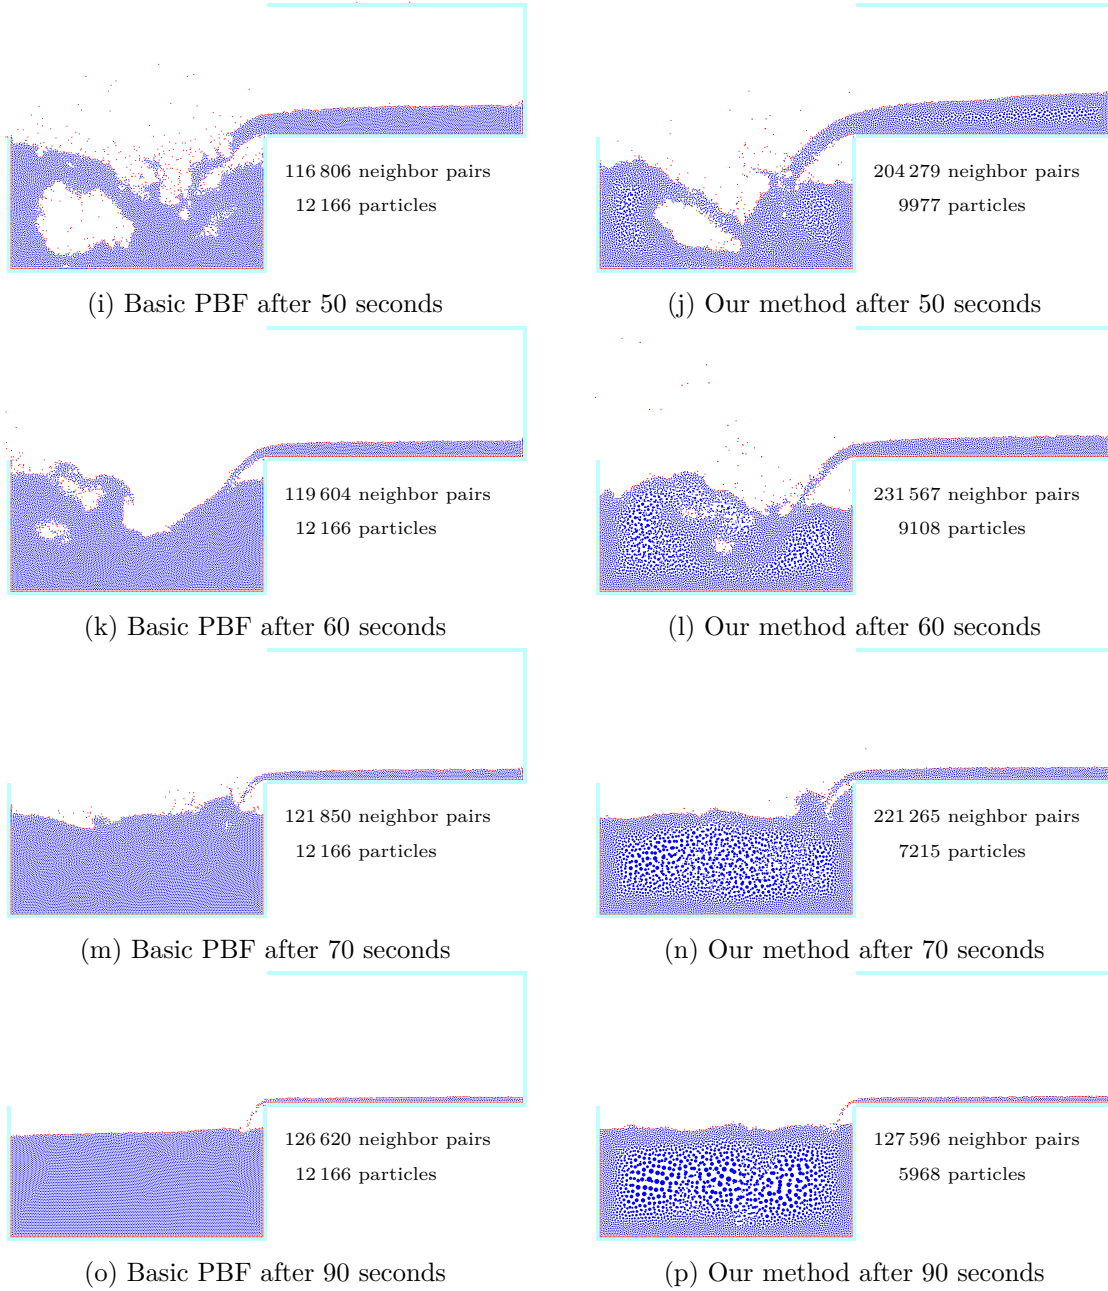 116 806 neighbor pairs
12 166 particles
204 279 neighbor pairs
9977 particles
(i) Basic PBF after 50 seconds
(j) Our method after 50 seconds
119 604 neighbor pairs
12 166 particles
231 567 neighbor pairs
9108 particles
(k) Basic PBF after 60 seconds
(l) Our method after 60 seconds
121 850 neighbor pairs
12 166 particles
221 265 neighbor pairs
7215 particles
(m) Basic PBF after 70 seconds
(n) Our method after 70 seconds
126 620 neighbor pairs
12 166 particles
127 596 neighbor pairs
5968 particles
(o) Basic PBF after 90 seconds
(p) Our method after 90 seconds